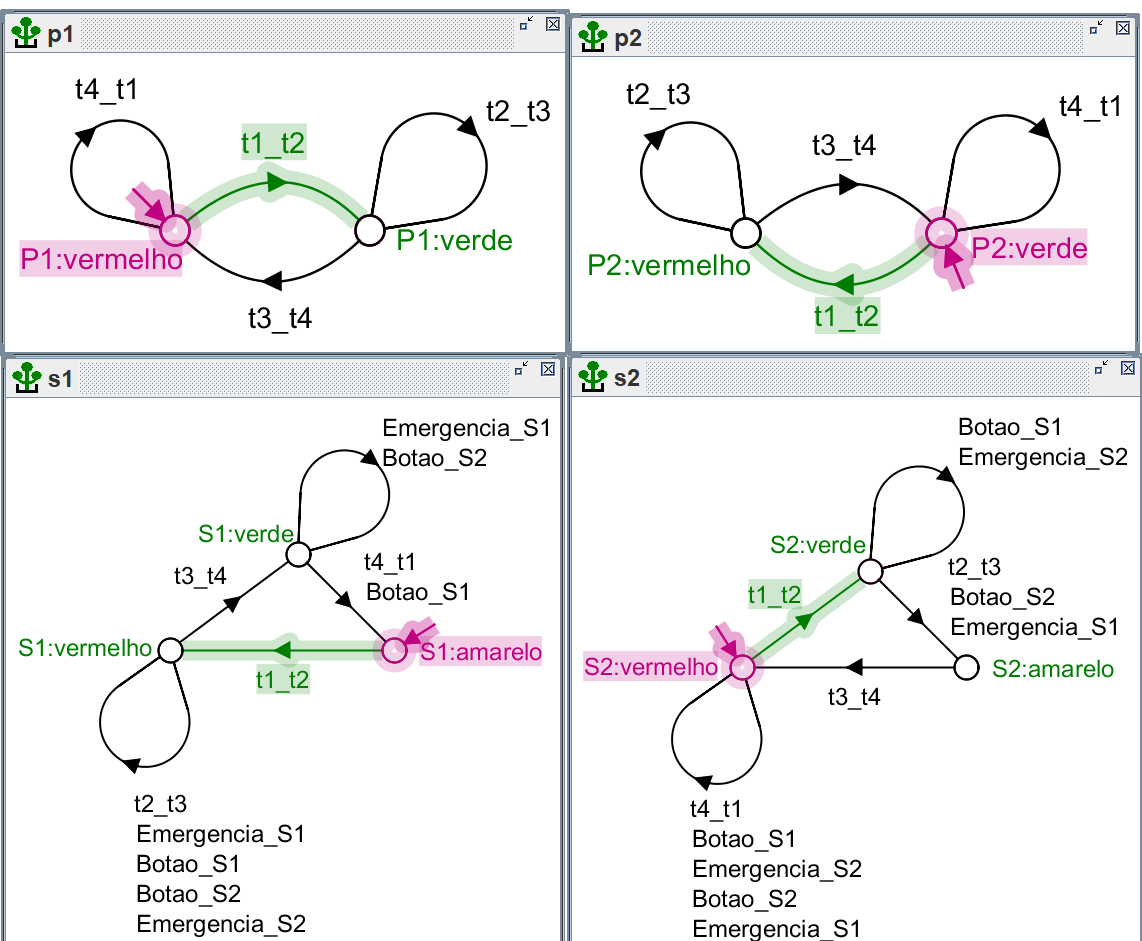 p1
t4_t1
t1_t2
t2_t3
P1:vermelho
P1:verde
t3_t4
p2
t2_t3
t3_t4
t4_t1
P2:vermelho
P2:verde
t1_t2
s1
Emergencia_S1
Botao_S2
S1:verde
t4_t1
Botao_S1
t3_t4
S1:vermelho
S1:amarelo
t1_t2
t2_t3
Emergencia_S1
Botao_S1
Botao_S2
Emergencia_S2
s2
Botao_S1
Emergencia_S2
S2:verde
t2_t3
Botao_S2
Emergencia_S1
t1_t2
S2:vermelho
S2:amarelo
t3_t4
t4_t1
Botao_S1
Emergencia_S2
Botao_S2
Emergencia_S1